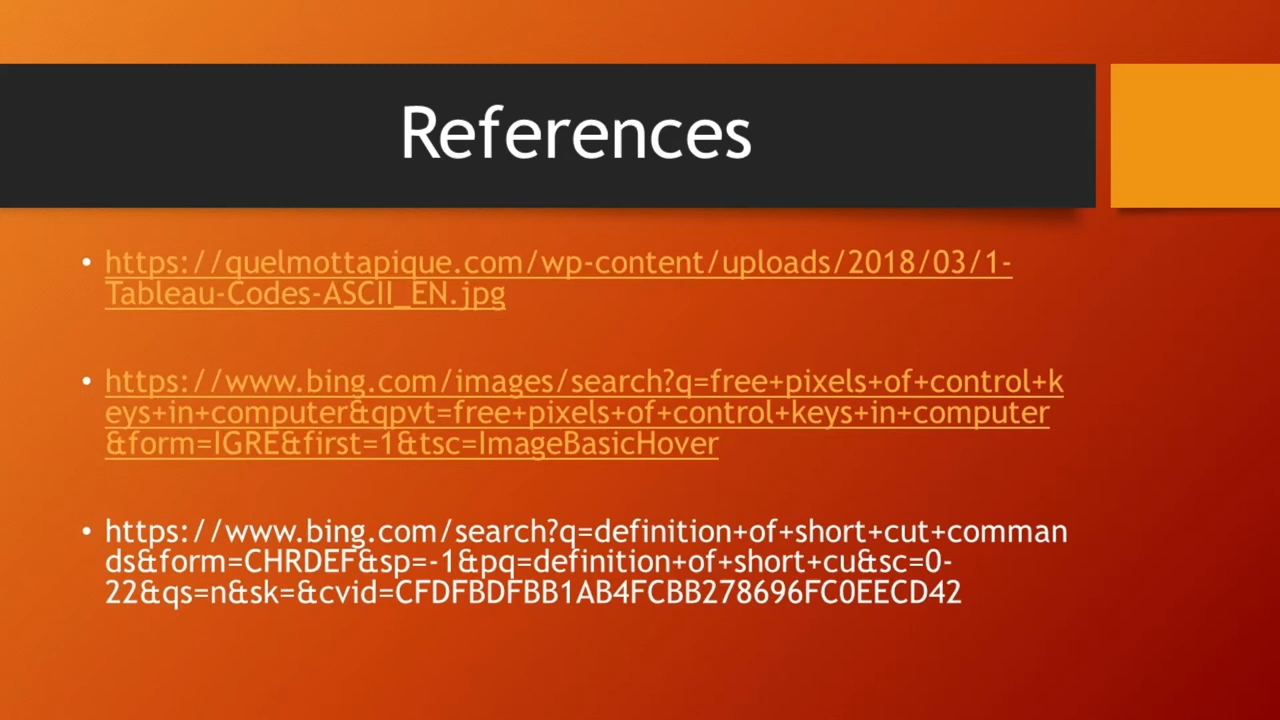 References
• https://quelmottapique.com/wp-content/uploads/2018/03/1-
Tableau-Codes-ASCII_EN.jpg
• https://www.bing.com/images/search?q=free+pixels+of+control+k
eys+in+computer&qpvt=free+pixels+of+control+keys+in+computer
&form=IGRE&first=1&tsc=ImageBasicHover
• https://www.bing.com/search?q=definition+of+short+cut+comman
ds&form=CHRDEF&sp=-1&pq=definition+of+short+cu&sc=0-
22&qs=n&sk=&cvid=CFDFBDFBB1AB4FCBB278696FC0EECD42